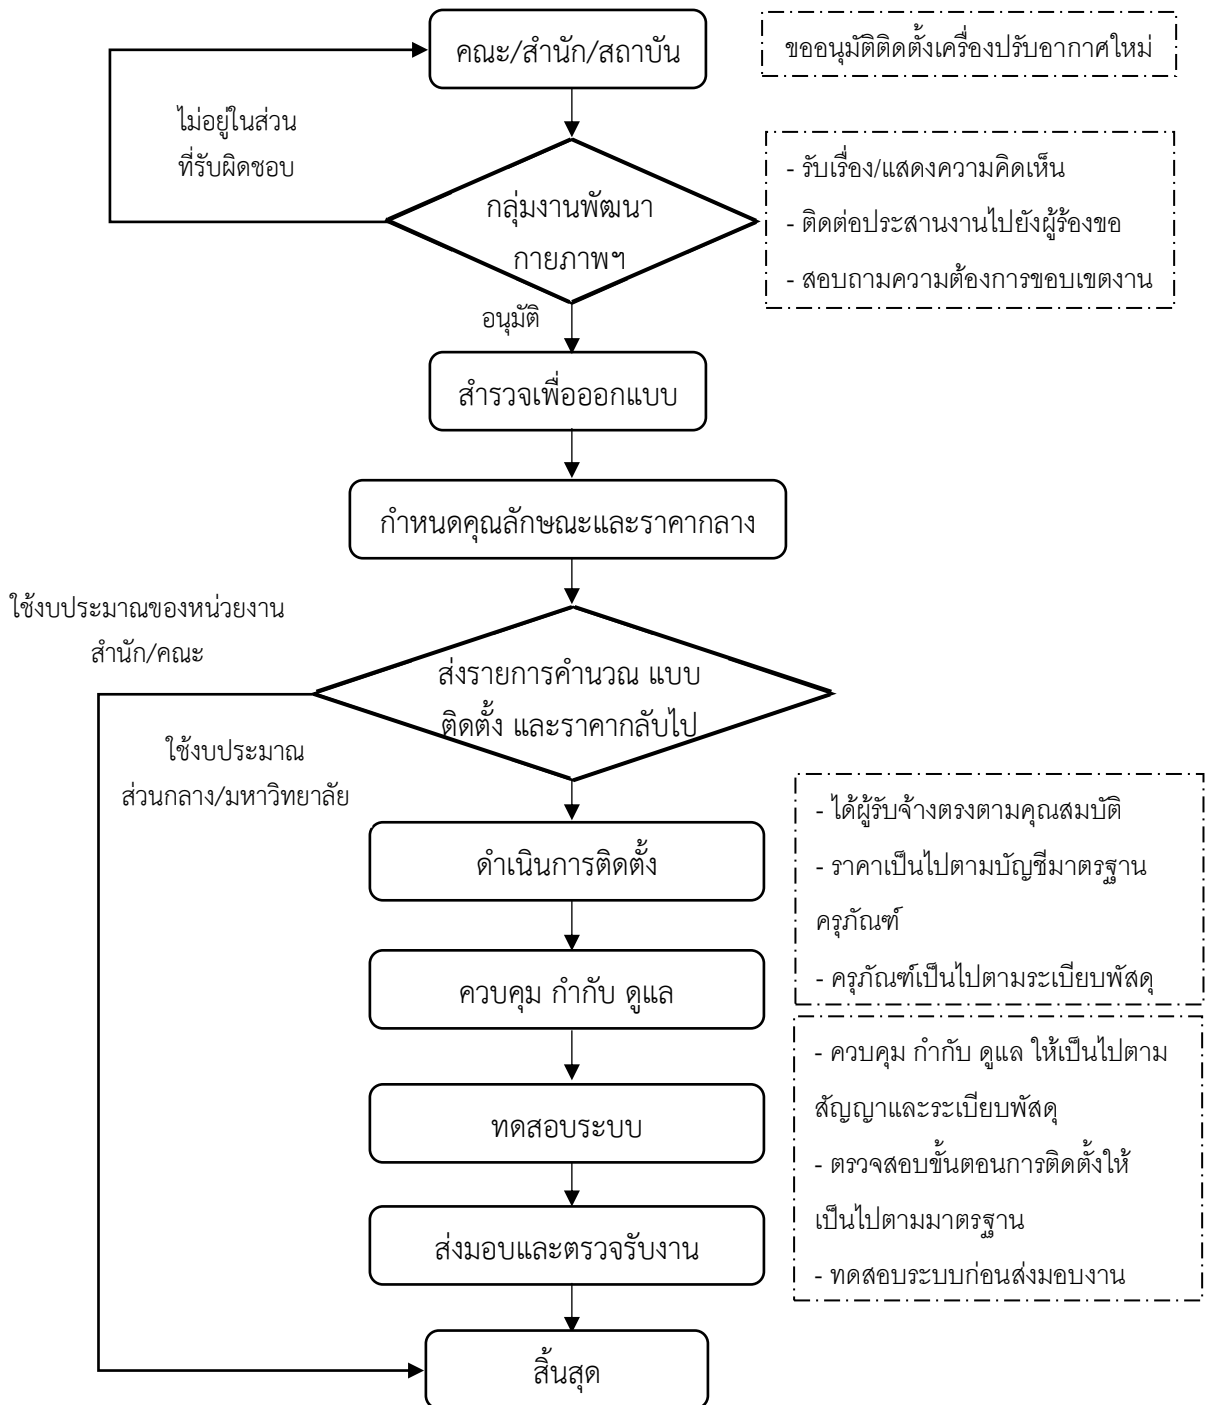 คณะ/สำนัก/สถาบัน
ขออนุมัติติดตั้งเครื่องปรับอากาศใหม่
ไม่อยู่ในส่วน
ที่รับผิดชอบ
กลุ่มงานพัฒนา
กายภาพฯ
- รับเรื่อง/แสดงความคิดเห็น
- ติดต่อประสานงานไปยังผู้ร้องขอ
- สอบถามความต้องการขอบเขตงาน
อนุมัติ
สำรวจเพื่อออกแบบ
กำหนดคุณลักษณะและราคากลาง
ใช้งบประมาณของหน่วยงาน
สำนัก/คณะ
ส่งรายการคำนวณ แบบ
ติดตั้ง และราคากลับไป
ใช้งบประมาณ
ส่วนกลาง/มหาวิทยาลัย
ดำเนินการติดตั้ง
- ได้ผู้รับจ้างตรงตามคุณสมบัติ
- ราคาเป็นไปตามบัญชีมาตรฐาน
ครุภัณฑ์
- ครุภัณฑ์เป็นไปตามระเบียบพัสดุ
ควบคุม กำกับ ดูแล
- ควบคุม กำกับ ดูแล ให้เป็นไปตาม
สัญญาและระเบียบพัสดุ
- ตรวจสอบขั้นตอนการติดตั้งให้
เป็นไปตามมาตรฐาน
- ทดสอบระบบก่อนส่งมอบงาน
ทดสอบระบบ
ส่งมอบและตรวจรับงาน
สิ้นสุด